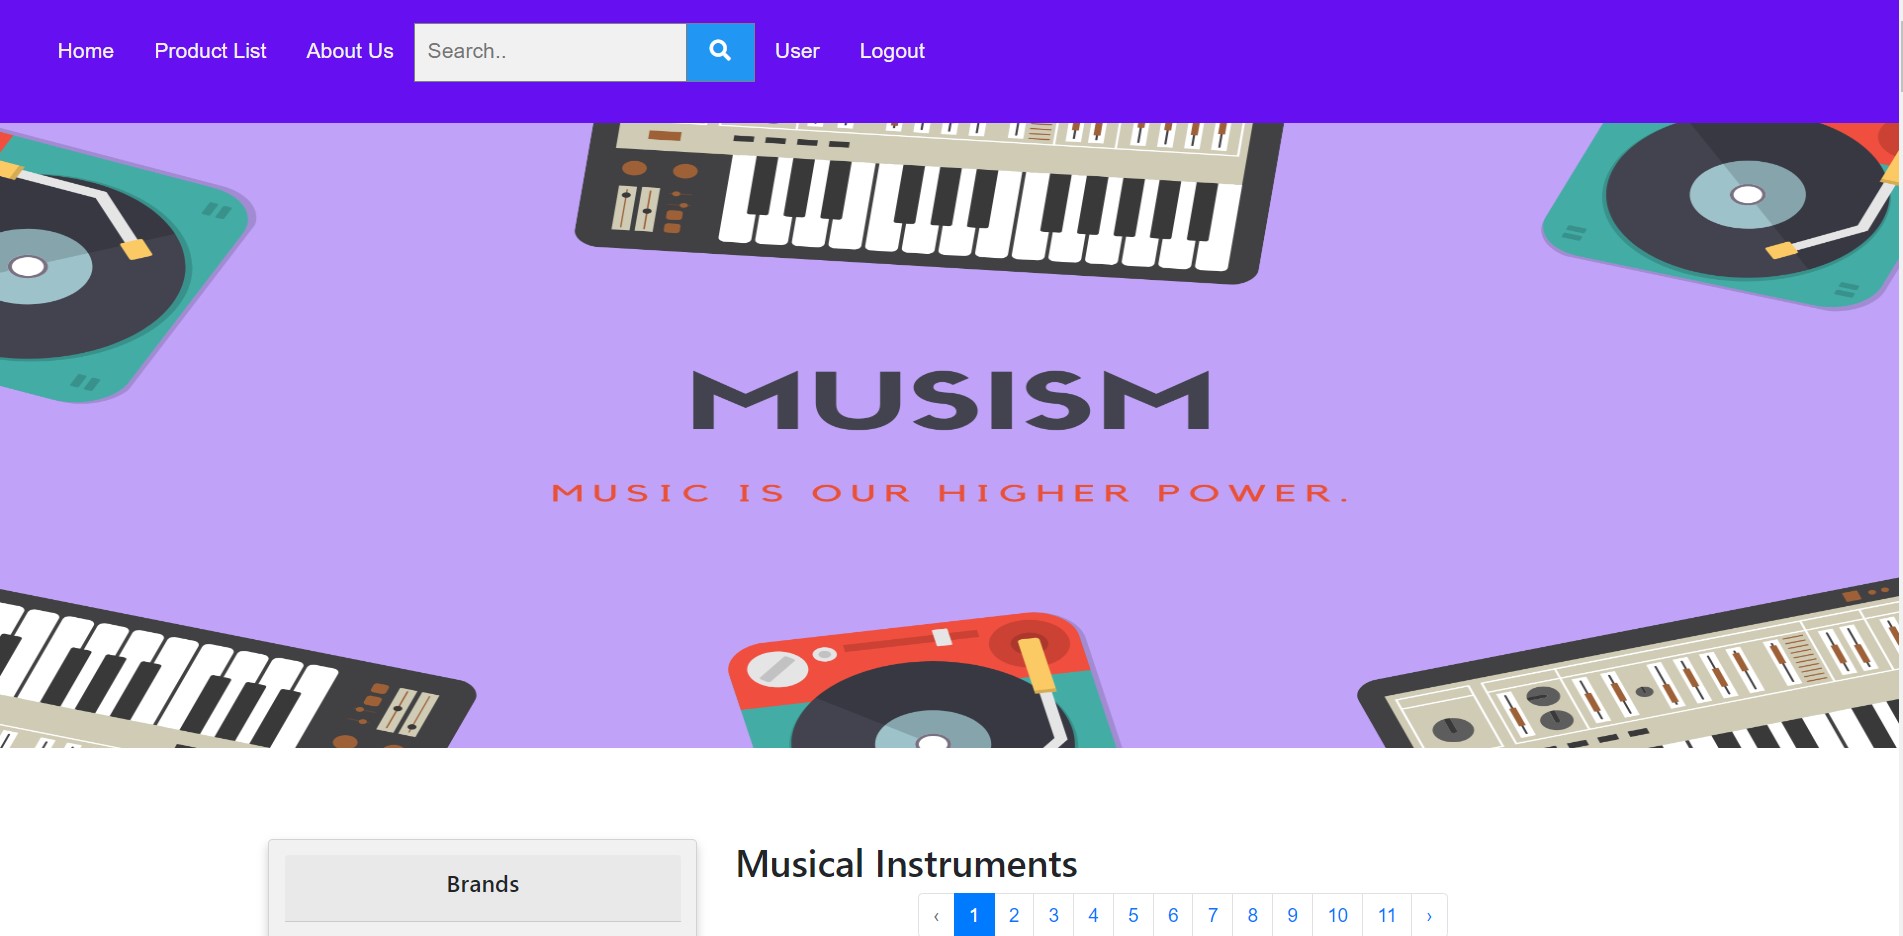 Home Product List About Us Search.. User Logout
MUSISM
MUSIC IS OUR HIGHER POWER.
Brands
Musical Instruments
‹ 1 2 3 4 5 6 7 8 9 10 11 ›